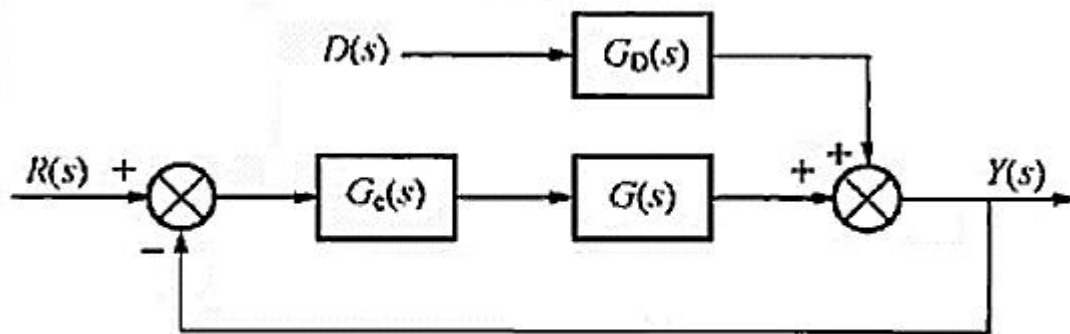 D(s) G_D(s)
R(s) + G_c(s) G(s) + + Y(s)
−